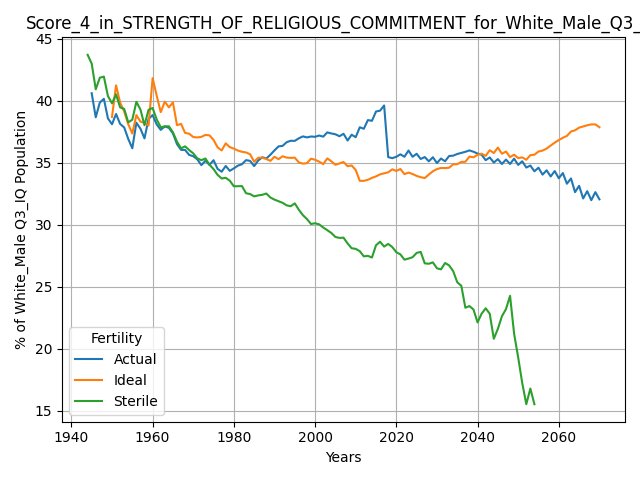 Score_4_in_STRENGTH_OF_RELIGIOUS_COMMITMENT_for_White_Male_Q3_
45
40
35
30
25
20
15
% of White_Male Q3_IQ Population
Fertility
Actual
Ideal
Sterile
1940 1960 1980 2000 2020 2040 2060
Years